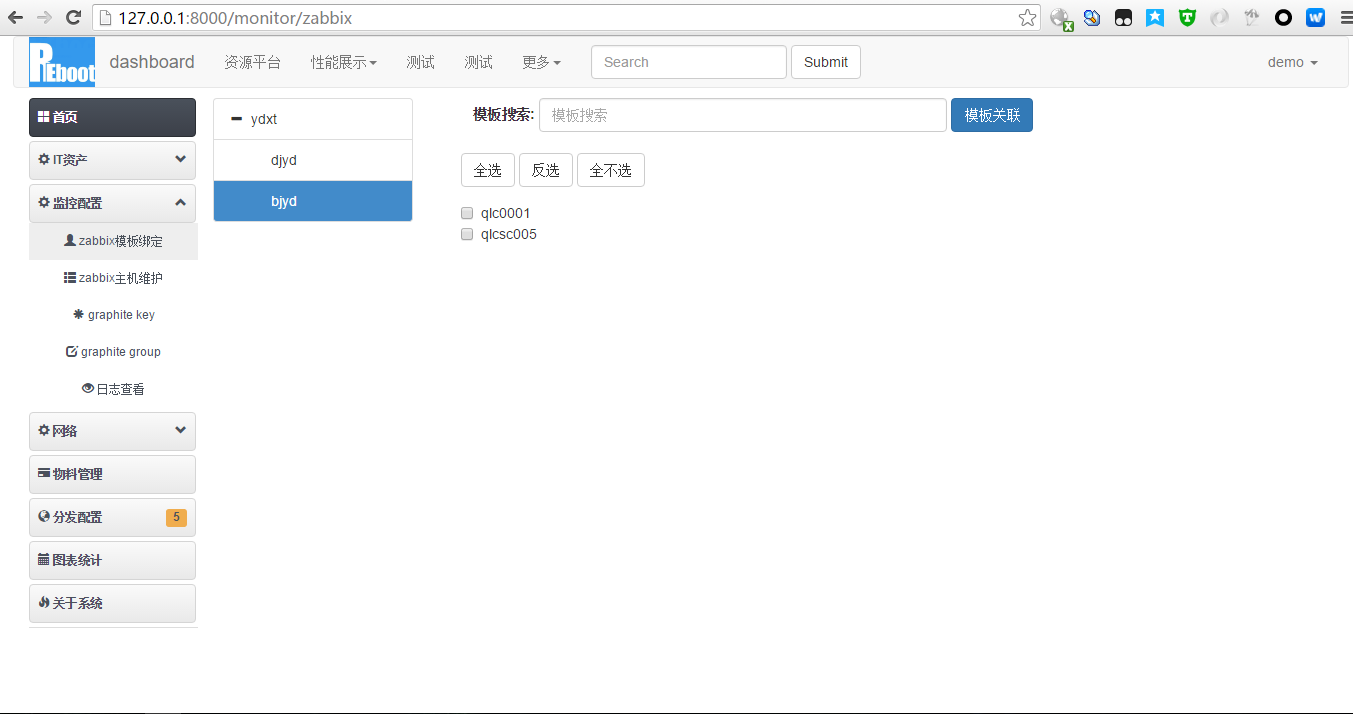 127.0.0.1:8000/monitor/zabbix
REboot dashboard 资源平台 性能展示 测试 测试 更多 Search Submit demo
首页
IT资产
监控配置
zabbix模板绑定
zabbix主机维护
graphite key
graphite group
日志查看
网络
物料管理
分发配置 5
图表统计
关于系统
ydxt
djyd
bjyd
模板搜索: 模板搜索 模板关联
全选 反选 全不选
qlc0001
qlcsc005